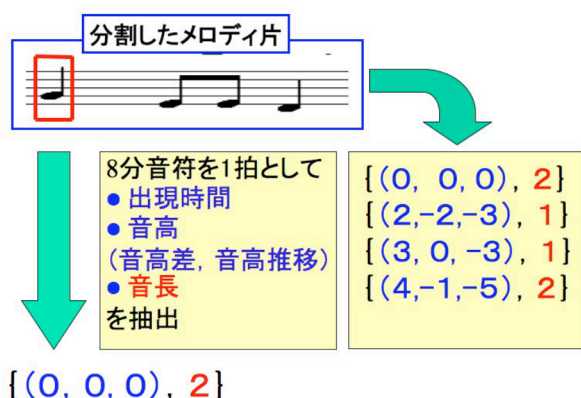 分割したメロディ片
8分音符を1拍として
● 出現時間
● 音高
(音高差, 音高推移)
● 音長
を抽出
{(0, 0,0), 2}
{(2,-2,-3), 1}
{(3, 0,-3), 1}
{(4,-1,-5), 2}
{(0, 0, 0), 2}